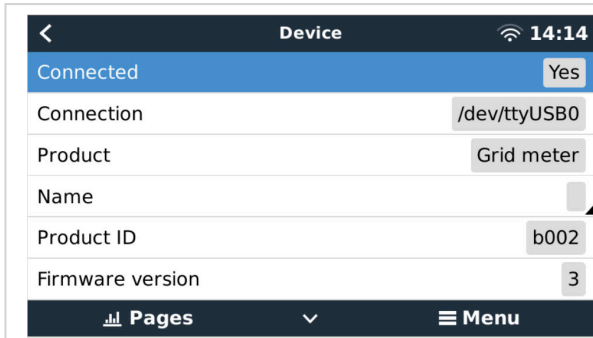 Device 14:14
Connected Yes
Connection /dev/ttyUSB0
Product Grid meter
Name
Product ID b002
Firmware version 3
Pages Menu